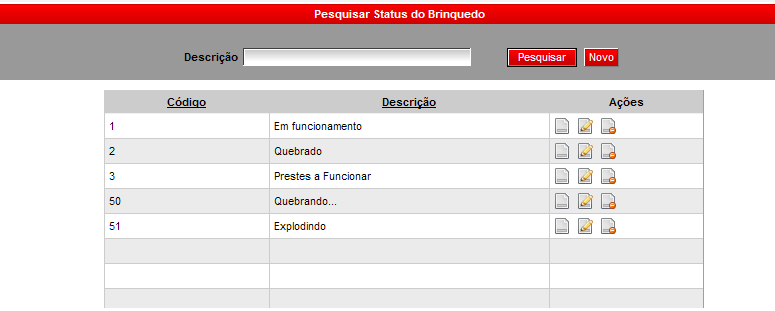 Pesquisar Status do Brinquedo
Descrição Pesquisar Novo
Código Descrição Ações
1 Em funcionamento
2 Quebrado
3 Prestes a Funcionar
50 Quebrando...
51 Explodindo